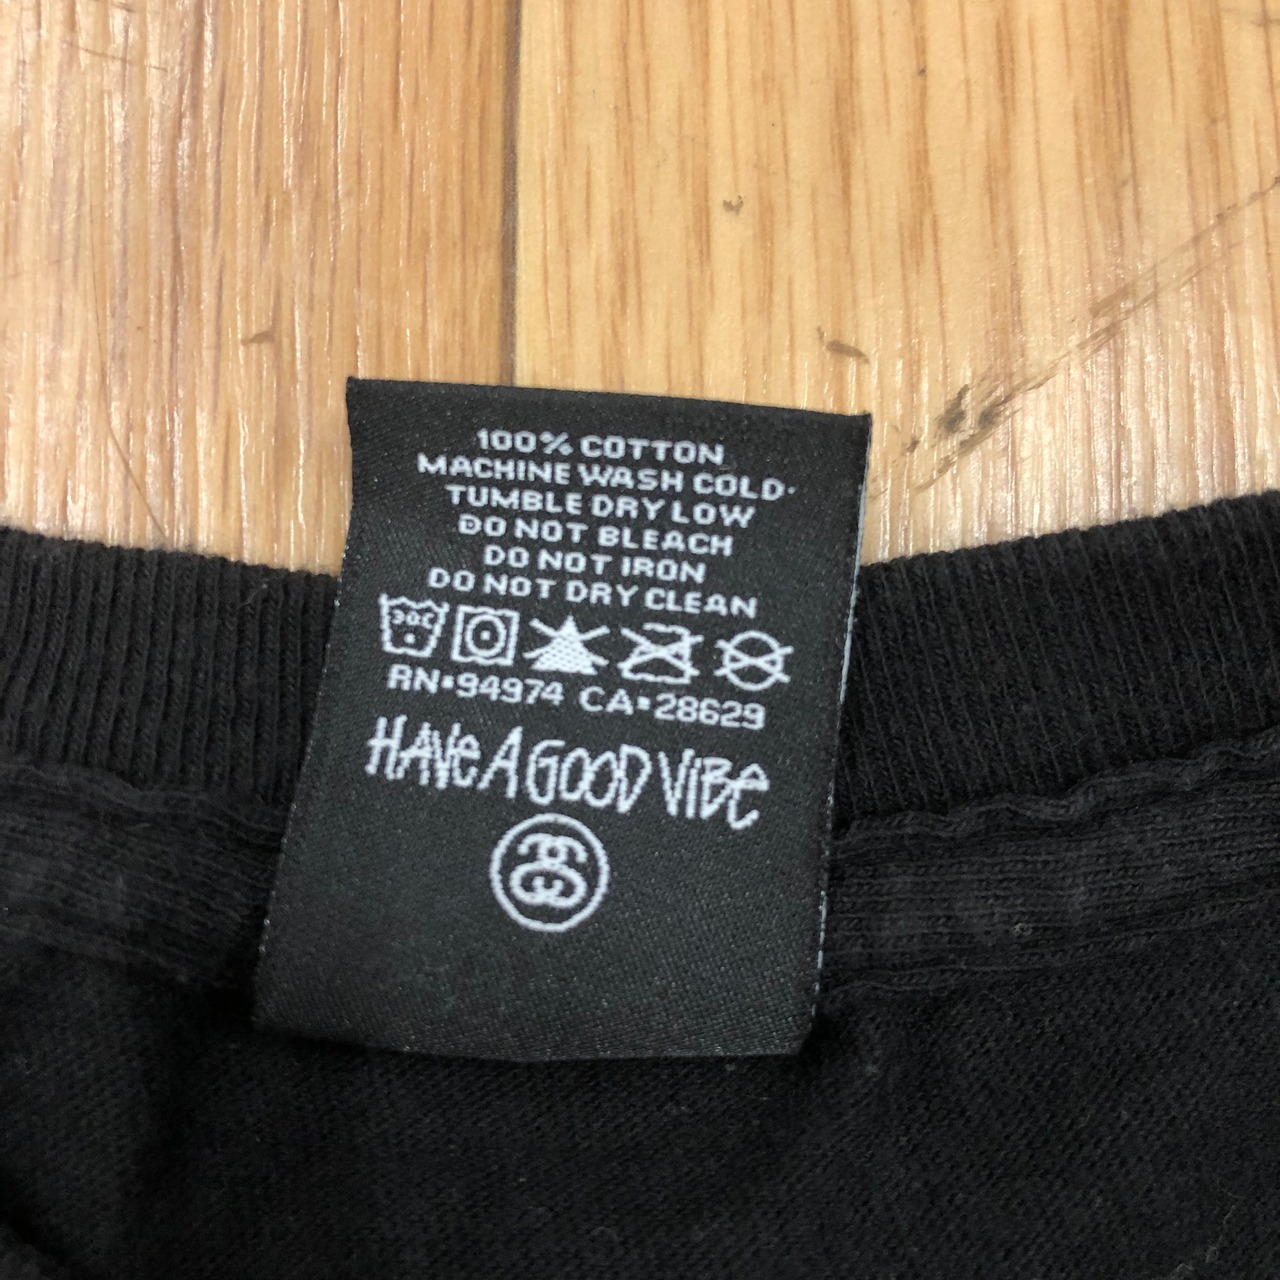 100% COTTON
MACHINE WASH COLD·
TUMBLE DRY LOW
DO NOT BLEACH
DO NOT IRON
DO NOT DRY CLEAN
30C
RN▪94974 CA▪28629
HAVE A GOOD VIBE